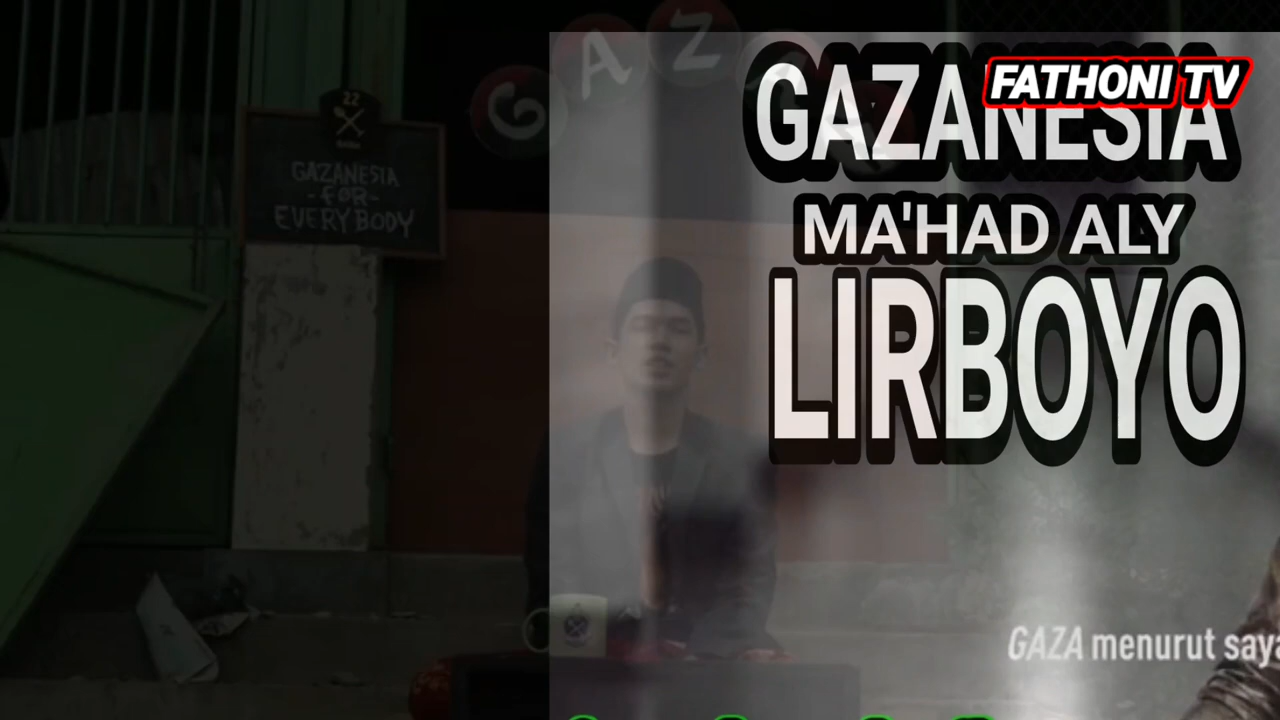 G A Z
GAZANESIA
FATHONI TV
MA'HAD ALY
LIRBOYO
22
GAZANESIA
-FOR-
EVERYBODY
GAZA menurut saya